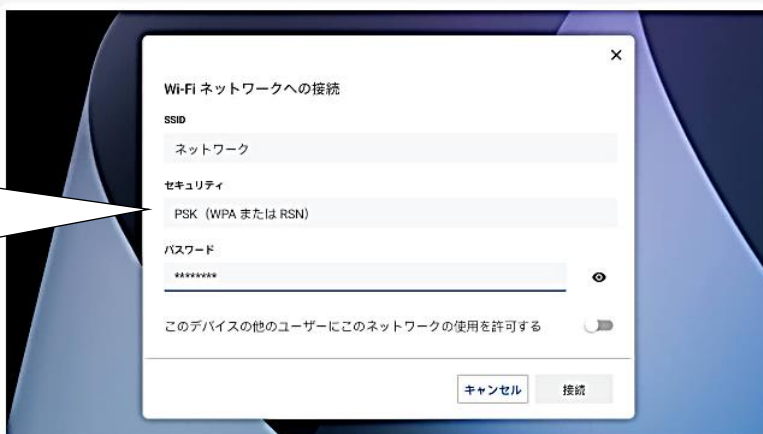 ×
Wi-Fi ネットワークへの接続
SSID
ネットワーク
セキュリティ
PSK（WPA または RSN）
パスワード
********
このデバイスの他のユーザーにこのネットワークの使用を許可する
キャンセル 接続